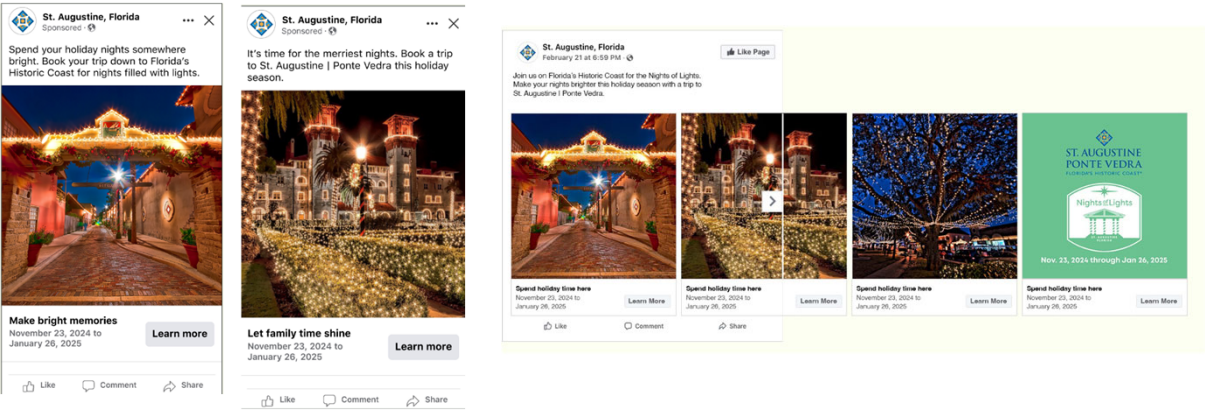 St. Augustine, Florida
Sponsored ·
Spend your holiday nights somewhere
bright. Book your trip down to Florida's
Historic Coast for nights filled with lights.
Make bright memories
November 23, 2024 to
January 26, 2025
Learn more
Like
Comment
Share
St. Augustine, Florida
Sponsored ·
It's time for the merriest nights. Book a trip
to St. Augustine | Ponte Vedra this holiday
season.
Let family time shine
November 23, 2024 to
January 26, 2025
Learn more
Like
Comment
Share
St. Augustine, Florida
February 21 at 6:59 PM ·
Like Page
Join us on Florida's Historic Coast for the Nights of Lights.
Make your nights brighter this holiday season with a trip to
St. Augustine | Ponte Vedra.
Spend holiday time here
November 23, 2024 to
January 26, 2025
Learn More
Spend holiday time here
November 23, 2024 to
January 26, 2025
Learn More
Spend holiday time here
November 23, 2024 to
January 26, 2025
Learn More
ST. AUGUSTINE
PONTE VEDRA
FLORIDA'S HISTORIC COAST®
Nights of Lights
ST. AUGUSTINE
FLORIDA
Nov. 23, 2024 through Jan 26, 2025
Spend holiday time here
November 23, 2024 to
January 26, 2025
Learn More
Like
Comment
Share